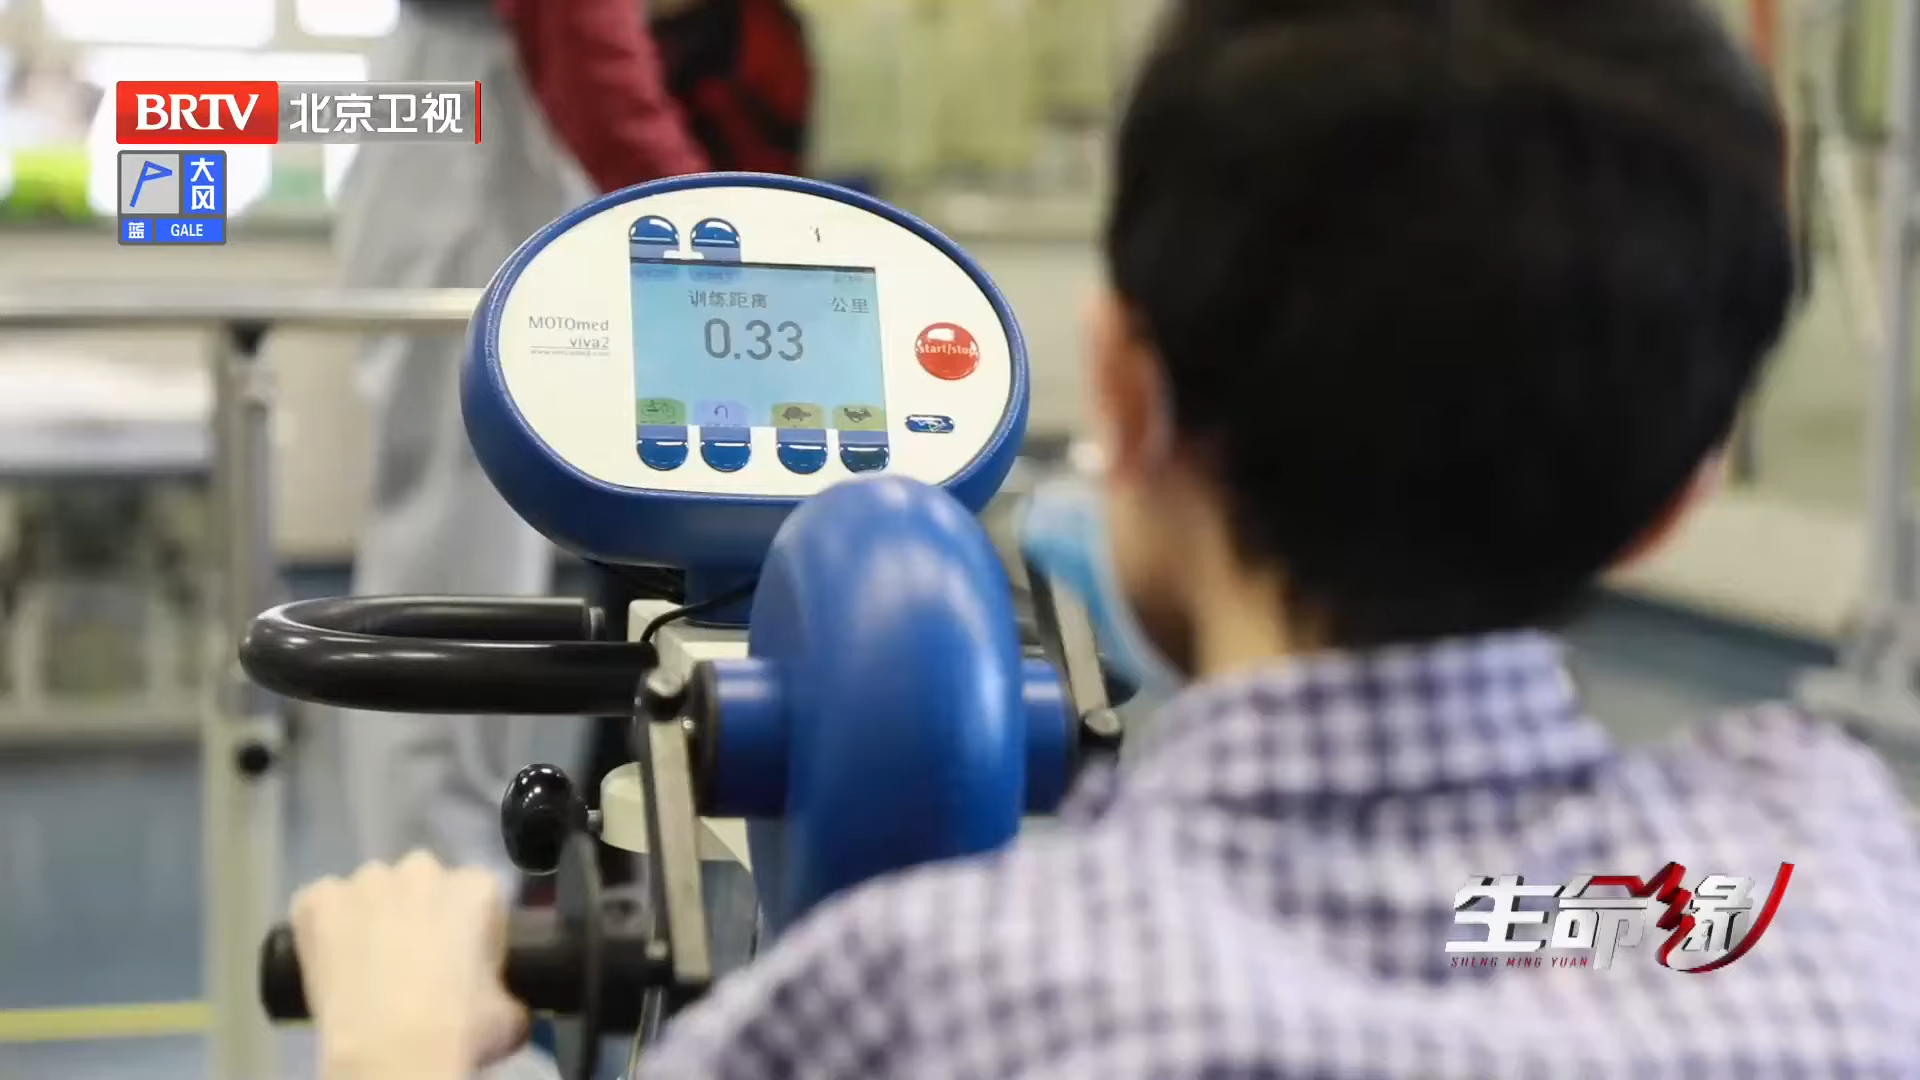 BRTV 北京卫视
大风
蓝 GALE
训练距离 公里
0.33
MOTOmed
viva2
start/stop
生命缘
SHENG MING YUAN